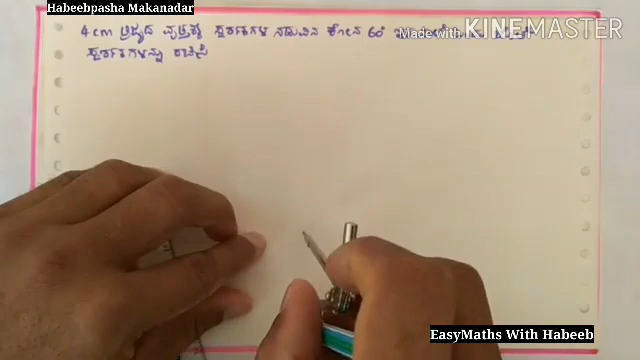 Habeebpasha Makanadar
Made with KINEMASTER
4 cm ತ್ರಿಜ್ಯದ ವೃತ್ತಕ್ಕೆ ಸ್ಪರ್ಶಕಗಳ ನಡುವಿನ ಕೋನ 60
ಸ್ಪರ್ಶಕಗಳನ್ನು ರಚಿಸಿ
EasyMaths With Habeeb